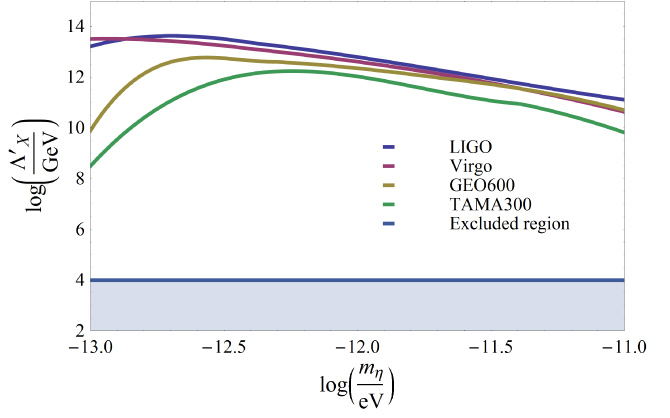 14
12
10
8
6
4
2
log(Λ′X/GeV)
LIGO
Virgo
GEO600
TAMA300
Excluded region
−13.0 −12.5 −12.0 −11.5 −11.0
log(mη/eV)